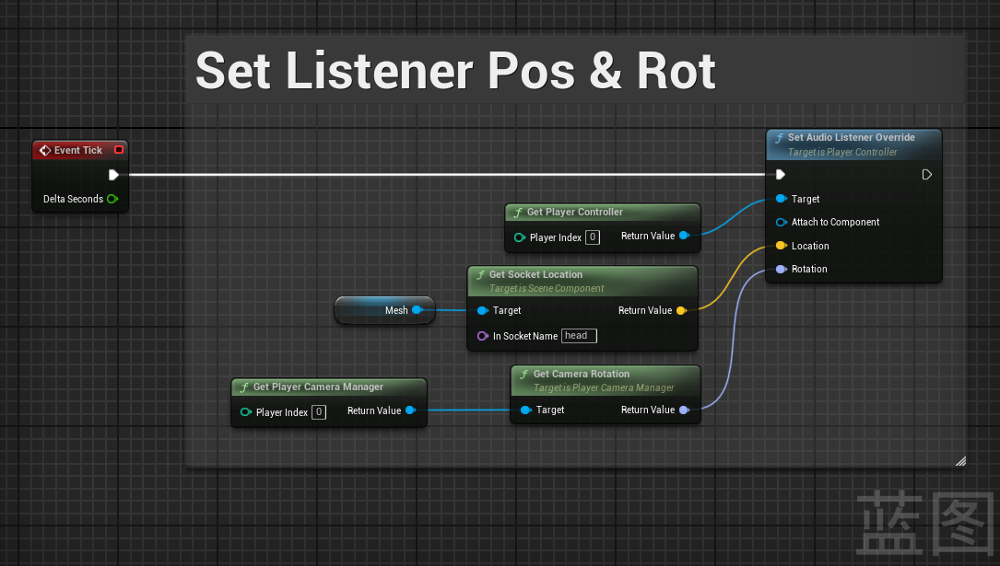 Set Listener Pos & Rot
Event Tick
Delta Seconds
Set Audio Listener Override
Target is Player Controller
Target
Attach to Component
Location
Rotation
Get Player Controller
Player Index 0
Return Value
Get Socket Location
Target is Scene Component
Target
Return Value
In Socket Name head
Mesh
Get Player Camera Manager
Player Index 0
Return Value
Get Camera Rotation
Target is Player Camera Manager
Target
Return Value
蓝图